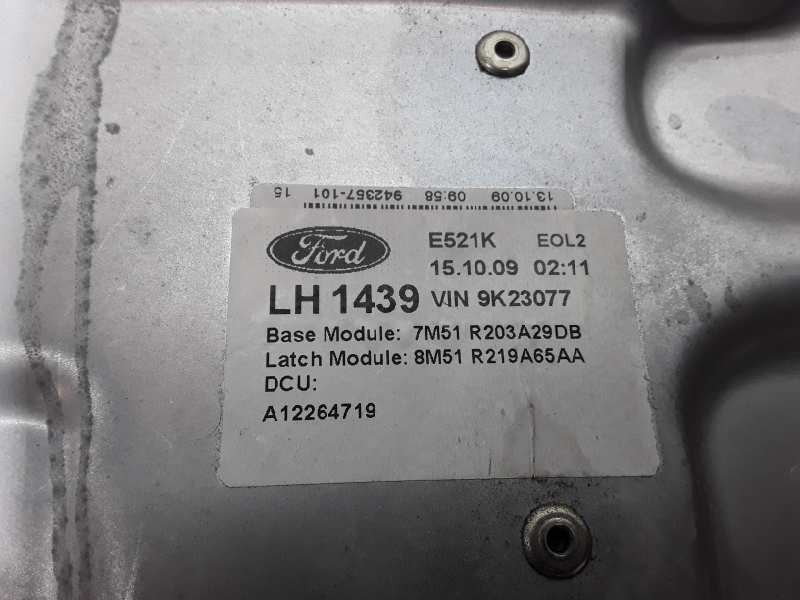 13.10.09 09:58 942357-101 15
Ford
E521K EOL2
15.10.09 02:11
LH 1439 VIN 9K23077
Base Module: 7M51 R203A29DB
Latch Module: 8M51 R219A65AA
DCU:
A12264719